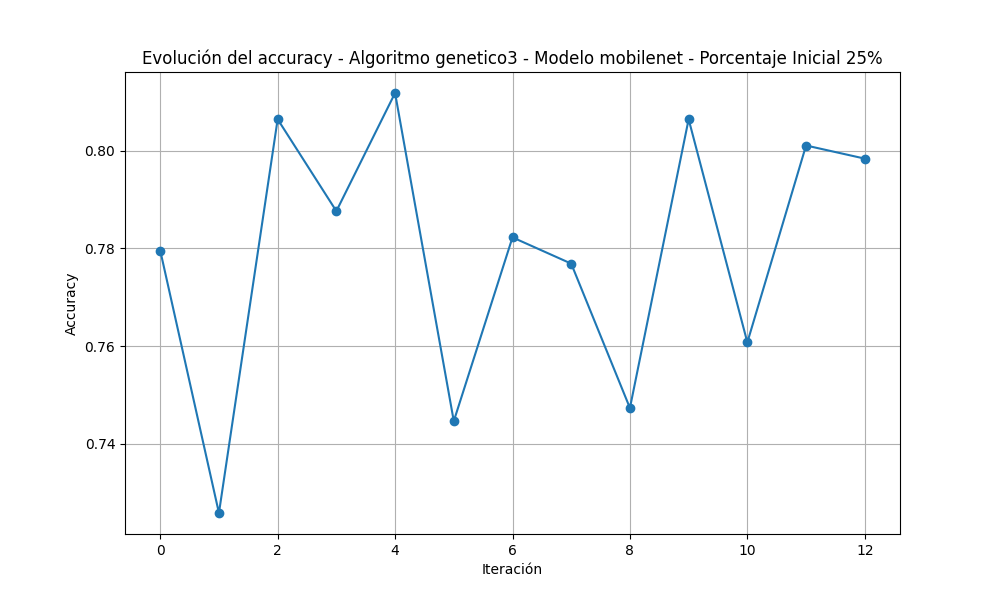 Evolución del accuracy - Algoritmo genetico3 - Modelo mobilenet - Porcentaje Inicial 25%
0.80
0.78
0.76
0.74
Accuracy
0 2 4 6 8 10 12
Iteración